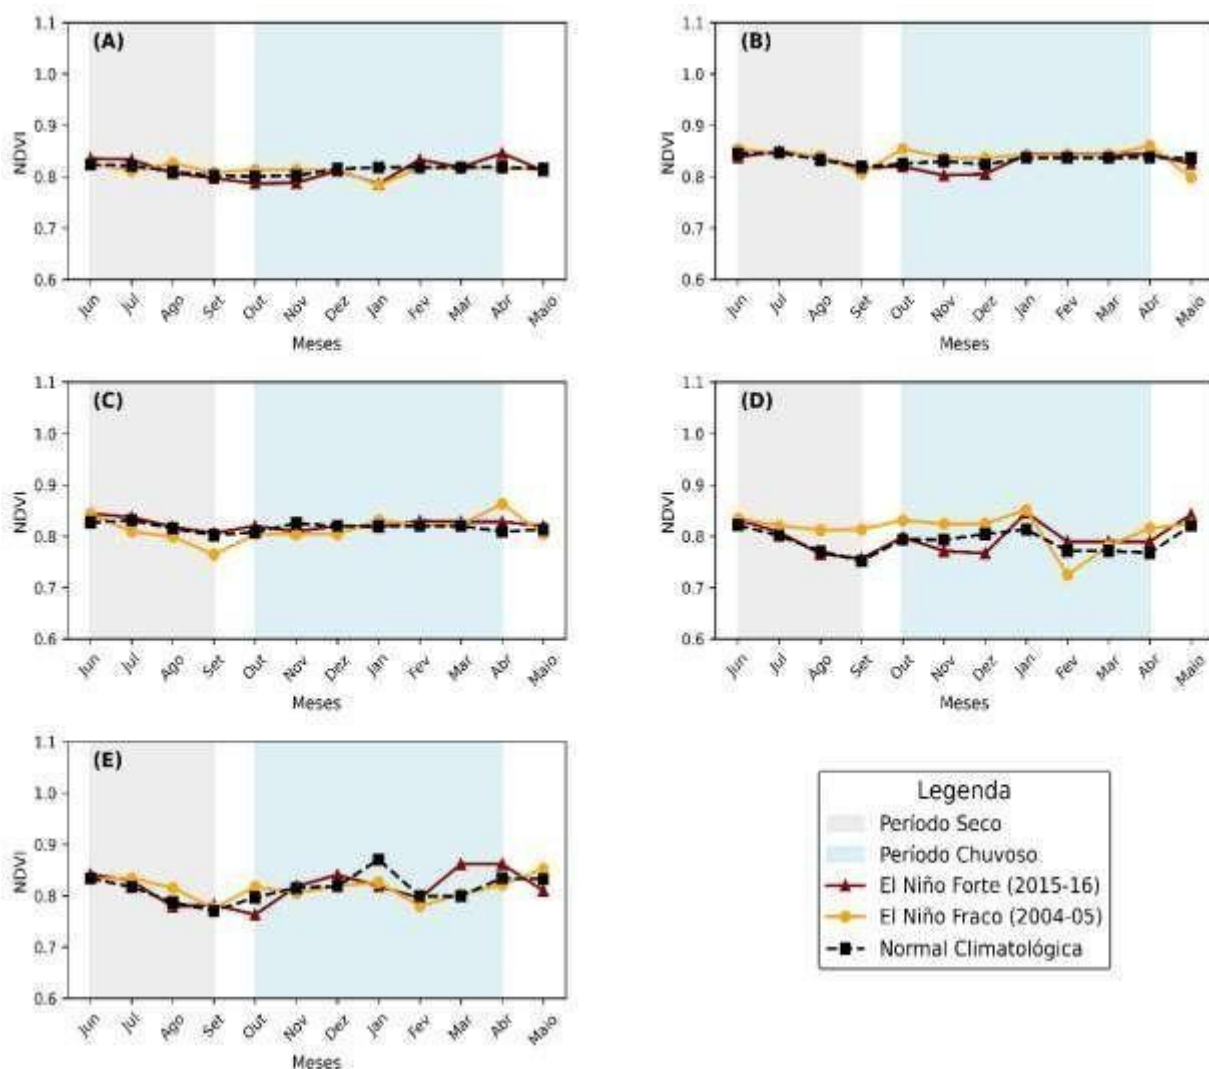 (A)
1.1
1.0
0.9
0.8
0.7
0.6
NDVI
Jun
Jul
Ago
Set
Out
Nov
Dez
Jan
Fev
Mar
Abr
Maio
Meses
(B)
1.1
1.0
0.9
0.8
0.7
0.6
NDVI
Jun
Jul
Ago
Set
Out
Nov
Dez
Jan
Fev
Mar
Abr
Maio
Meses
(C)
1.1
1.0
0.9
0.8
0.7
0.6
NDVI
Jun
Jul
Ago
Set
Out
Nov
Dez
Jan
Fev
Mar
Abr
Maio
Meses
(D)
1.1
1.0
0.9
0.8
0.7
0.6
NDVI
Jun
Jul
Ago
Set
Out
Nov
Dez
Jan
Fev
Mar
Abr
Maio
Meses
(E)
1.1
1.0
0.9
0.8
0.7
0.6
NDVI
Jun
Jul
Ago
Set
Out
Nov
Dez
Jan
Fev
Mar
Abr
Maio
Meses
Legenda
Período Seco
Período Chuvoso
El Niño Forte (2015-16)
El Niño Fraco (2004-05)
Normal Climatológica